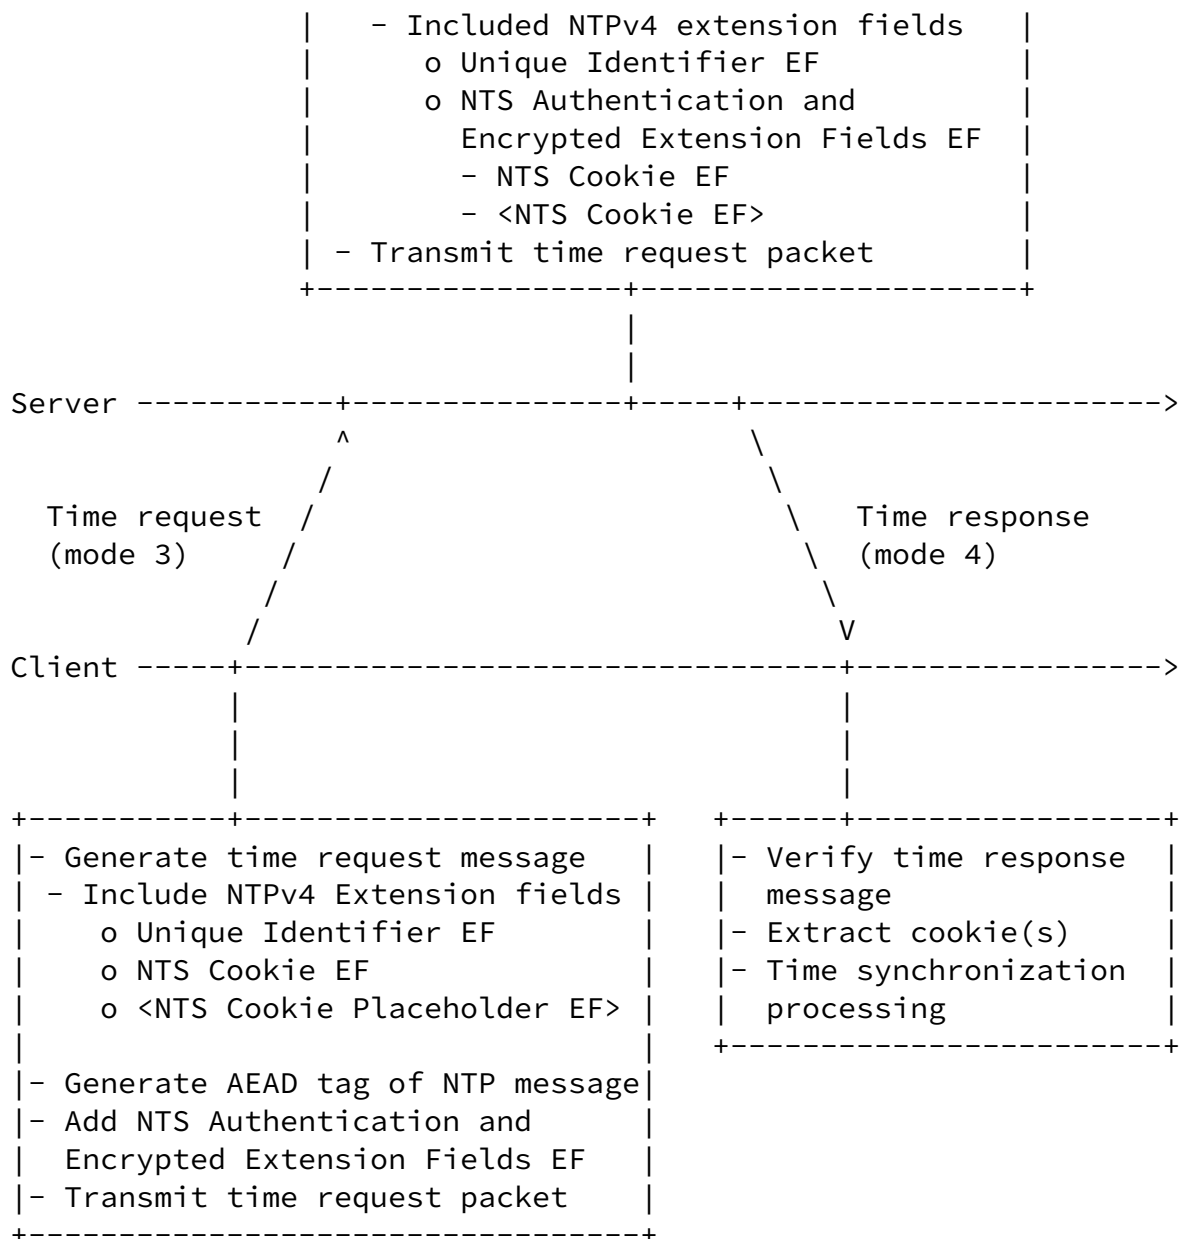 - Included NTPv4 extension fields
o Unique Identifier EF
o NTS Authentication and
Encrypted Extension Fields EF
- NTS Cookie EF
- <NTS Cookie EF>
- Transmit time request packet
Server
Time request Time response
(mode 3) (mode 4)
Client
- Generate time request message
- Include NTPv4 Extension fields
o Unique Identifier EF
o NTS Cookie EF
o <NTS Cookie Placeholder EF>
- Generate AEAD tag of NTP message
- Add NTS Authentication and
Encrypted Extension Fields EF
- Transmit time request packet
- Verify time response
message
- Extract cookie(s)
- Time synchronization
processing